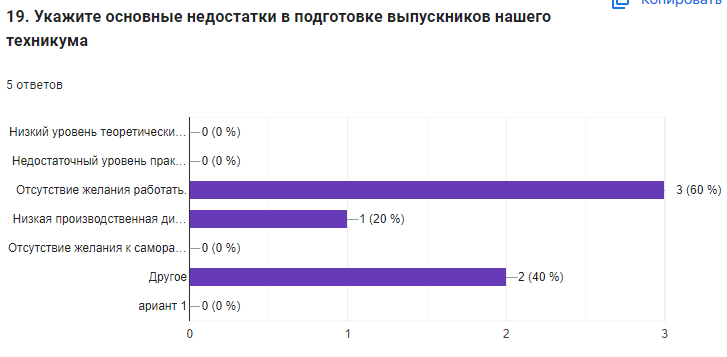 Копировать
19. Укажите основные недостатки в подготовке выпускников нашего
техникума
5 ответов
Низкий уровень теоретически... 0 (0 %)
Недостаточный уровень прак... 0 (0 %)
Отсутствие желания работать. 3 (60 %)
Низкая производственная ди... 1 (20 %)
Отсутствие желания к самора... 0 (0 %)
Другое 2 (40 %)
ариант 1 0 (0 %)
0 1 2 3